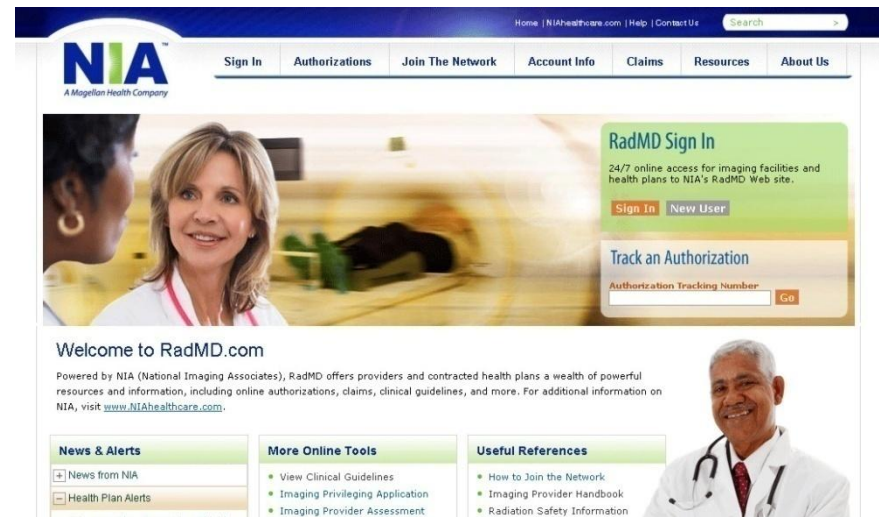 Home | NIAhealthcare.com | Help | Contact Us
Search >
NIA™
A Magellan Health Company
Sign In Authorizations Join The Network Account Info Claims Resources About Us
RadMD Sign In
24/7 online access for imaging facilities and
health plans to NIA's RadMD Web site.
Sign In New User
Track an Authorization
Authorization Tracking Number
Go
Welcome to RadMD.com
Powered by NIA (National Imaging Associates), RadMD offers providers and contracted health plans a wealth of powerful
resources and information, including online authorizations, claims, clinical guidelines, and more. For additional information on
NIA, visit www.NIAhealthcare.com.
News & Alerts
+ News from NIA
− Health Plan Alerts
More Online Tools
• View Clinical Guidelines
• Imaging Privileging Application
• Imaging Provider Assessment
Useful References
• How to Join the Network
• Imaging Provider Handbook
• Radiation Safety Information